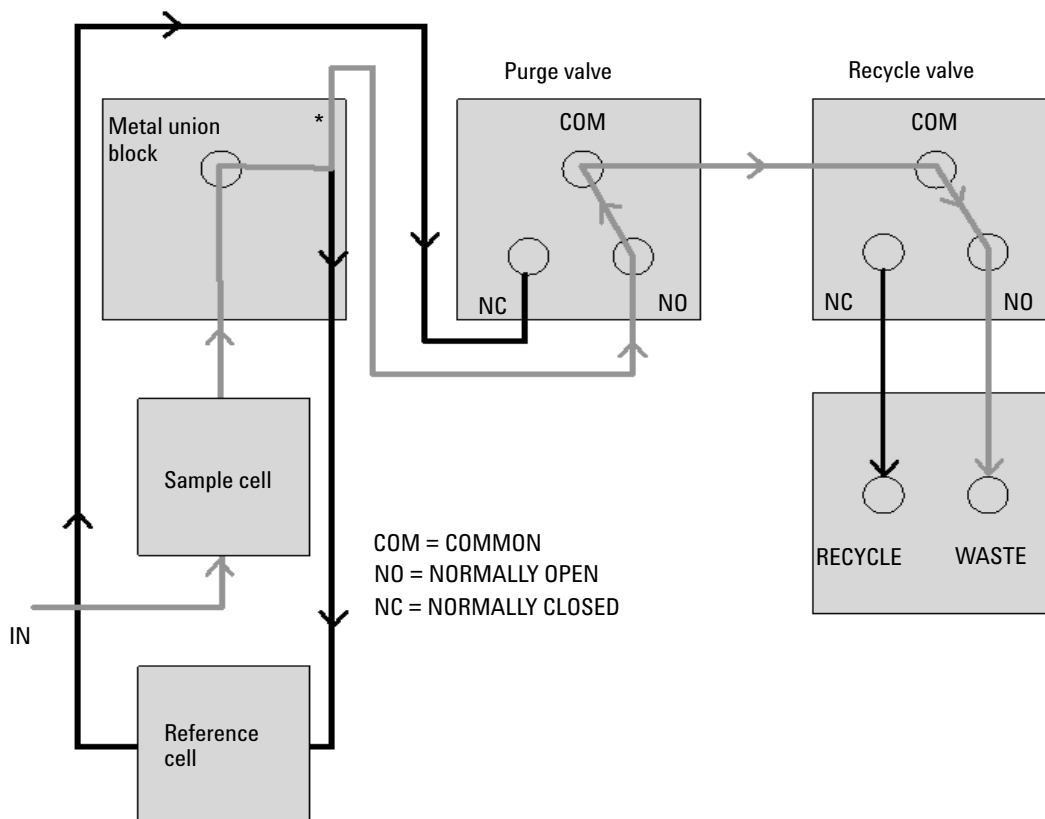 Purge valve
Recycle valve
Metal union
block
*
COM
NC
NO
COM
NC
NO
Sample cell
COM = COMMON
NO = NORMALLY OPEN
NC = NORMALLY CLOSED
RECYCLE
WASTE
IN
Reference
cell